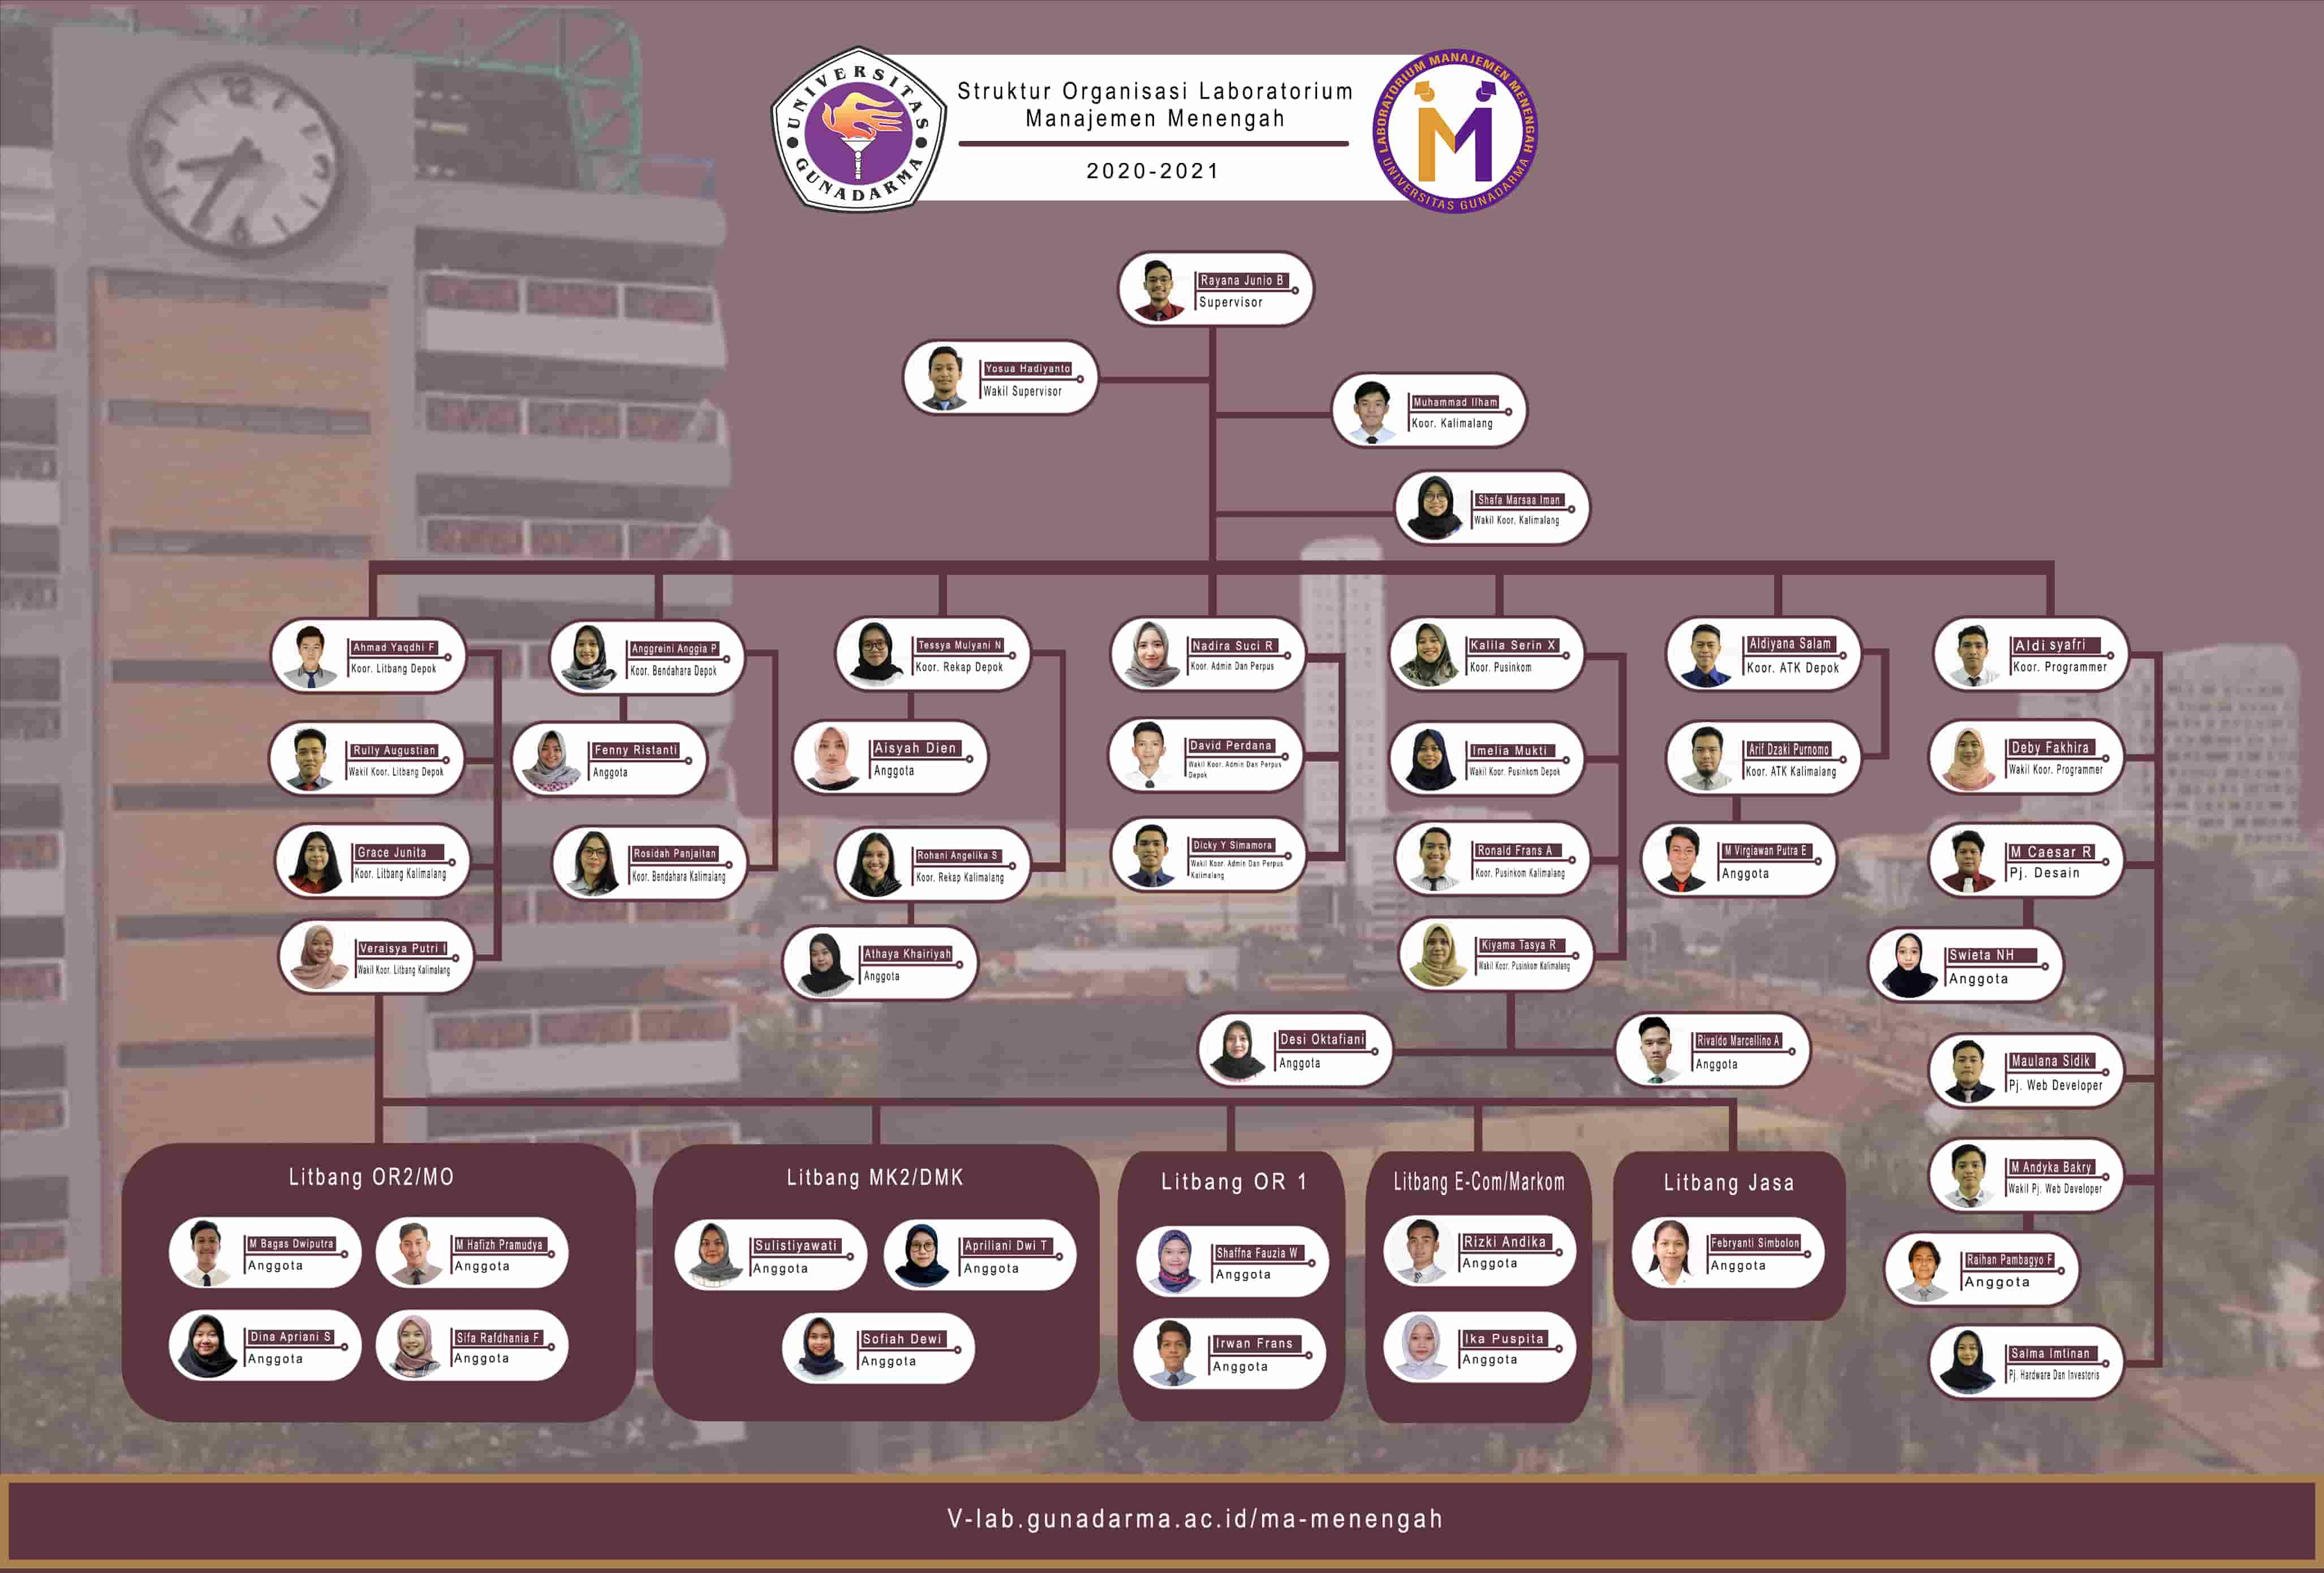 UNIVERSITAS GUNADARMA
Struktur Organisasi Laboratorium
Manajemen Menengah
2020-2021
LABORATORIUM MANAJEMEN MENENGAH
UNIVERSITAS GUNADARMA
Rayana Junio B
Supervisor
Yosua Hadiyanto
Wakil Supervisor
Muhammad Ilham
Koor. Kalimalang
Shafa Marsaa Iman
Wakil Koor. Kalimalang
Ahmad Yaqdhi F
Koor. Litbang Depok
Rully Augustian
Wakil Koor. Litbang Depok
Grace Junita
Koor. Litbang Kalimalang
Veraisya Putri I
Wakil Koor. Litbang Kalimalang
Anggreini Anggia P
Koor. Bendahara Depok
Fenny Ristanti
Anggota
Rosidah Panjaitan
Koor. Bendahara Kalimalang
Tessya Mulyani N
Koor. Rekap Depok
Aisyah Dien
Anggota
Rohani Angelika S
Koor. Rekap Kalimalang
Athaya Khairiyah
Anggota
Nadira Suci R
Koor. Admin Dan Perpus
David Perdana
Wakil Koor. Admin Dan Perpus
Depok
Dicky Y Simamora
Wakil Koor. Admin Dan Perpus
Kalimalang
Kalila Serin X
Koor. Pusinkom
Imelia Mukti
Wakil Koor. Pusinkom Depok
Ronald Frans A
Koor. Pusinkom Kalimalang
Kiyama Tasya R
Wakil Koor. Pusinkom Kalimalang
Desi Oktafiani
Anggota
Rivaldo Marcellino A
Anggota
Aldiyana Salam
Koor. ATK Depok
Arif Dzaki Purnomo
Koor. ATK Kalimalang
M Virgiawan Putra E
Anggota
Aldi syafri
Koor. Programmer
Deby Fakhira
Wakil Koor. Programmer
M Caesar R
Pj. Desain
Swieta NH
Anggota
Maulana Sidik
Pj. Web Developer
M Andyka Bakry
Wakil Pj. Web Developer
Raihan Pambagyo F
Anggota
Salma Imtinan
Pj. Hardware Dan Investoris
Litbang OR2/MO
M Bagas Dwiputra
Anggota
M Hafizh Pramudya
Anggota
Dina Apriani S
Anggota
Sifa Rafdhania F
Anggota
Litbang MK2/DMK
Sulistiyawati
Anggota
Apriliani Dwi T
Anggota
Sofiah Dewi
Anggota
Litbang OR 1
Shaffna Fauzia W
Anggota
Irwan Frans
Anggota
Litbang E-Com/Markom
Rizki Andika
Anggota
Ika Puspita
Anggota
Litbang Jasa
Febryanti Simbolon
Anggota
V-lab.gunadarma.ac.id/ma-menengah